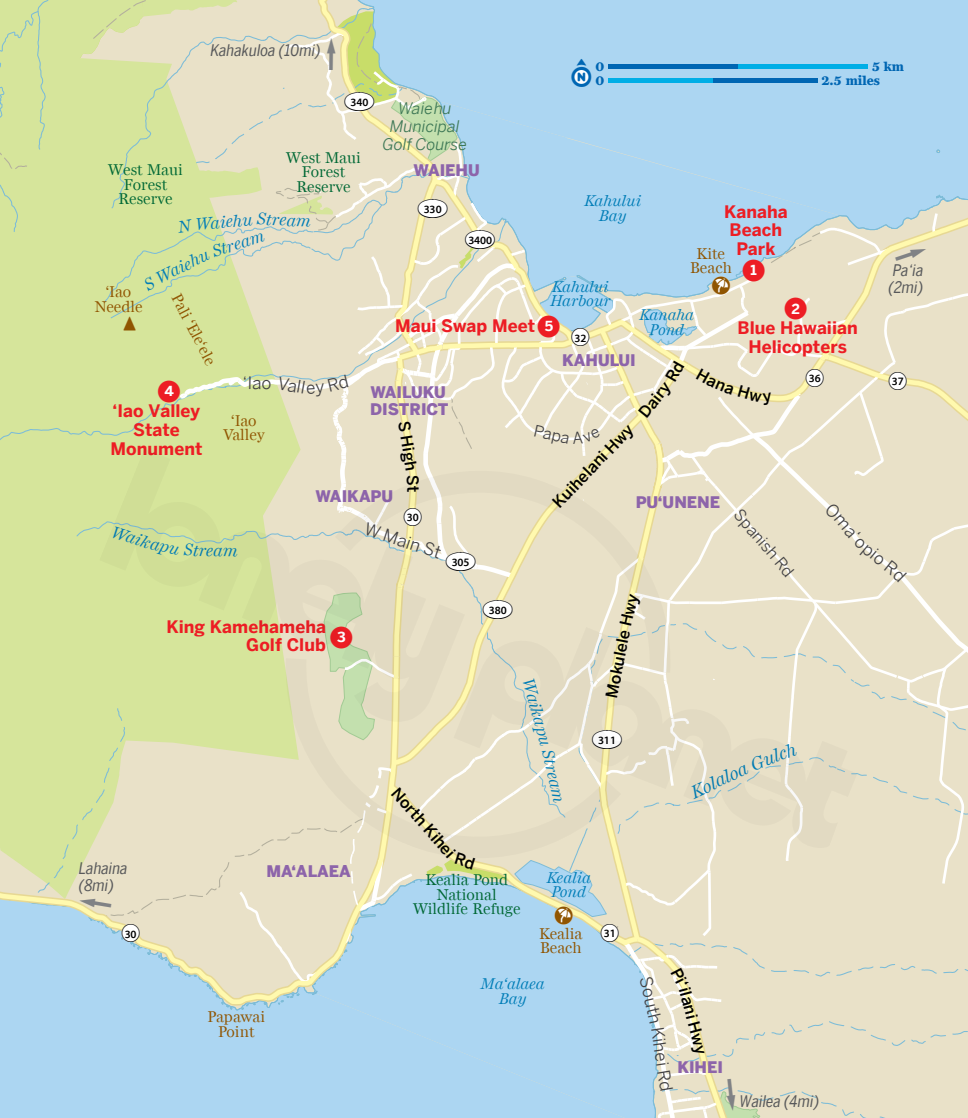 Kahakuloa (10mi)
0
5 km
N
0
2.5 miles
340
Waiehu
Municipal
Golf Course
West Maui
Forest
Reserve
West Maui
Forest
Reserve
WAIEHU
330
N Waiehu Stream
S Waiehu Stream
3400
Kahului
Bay
Kanaha
Beach
Park
1
Kite
Beach
Pa‘ia
(2mi)
‘Iao
Needle
Pali ‘Ele‘ele
Kahului
Harbour
Kanaha
Pond
2
Blue Hawaiian
Helicopters
Maui Swap Meet
5
32
KAHULUI
‘Iao Valley Rd
4
‘Iao Valley
State
Monument
‘Iao
Valley
WAILUKU
DISTRICT
Dairy Rd
Hana Hwy
36
37
S High St
Papa Ave
Kuihelani Hwy
WAIKAPU
PU‘UNENE
30
W Main St
305
Spanish Rd
Oma‘opio Rd
Waikapu Stream
380
King Kamehameha
Golf Club
3
Mokulele Hwy
Waikapu Stream
311
Kolaloa Gulch
North Kihei Rd
MA‘ALAEA
Lahaina
(8mi)
30
Kealia Pond
National
Wildlife Refuge
Kealia
Pond
Kealia
Beach
31
Ma‘alaea
Bay
Papawai
Point
Pi‘ilani Hwy
South Kihei Rd
KIHEI
Wailea (4mi)
lonely planet